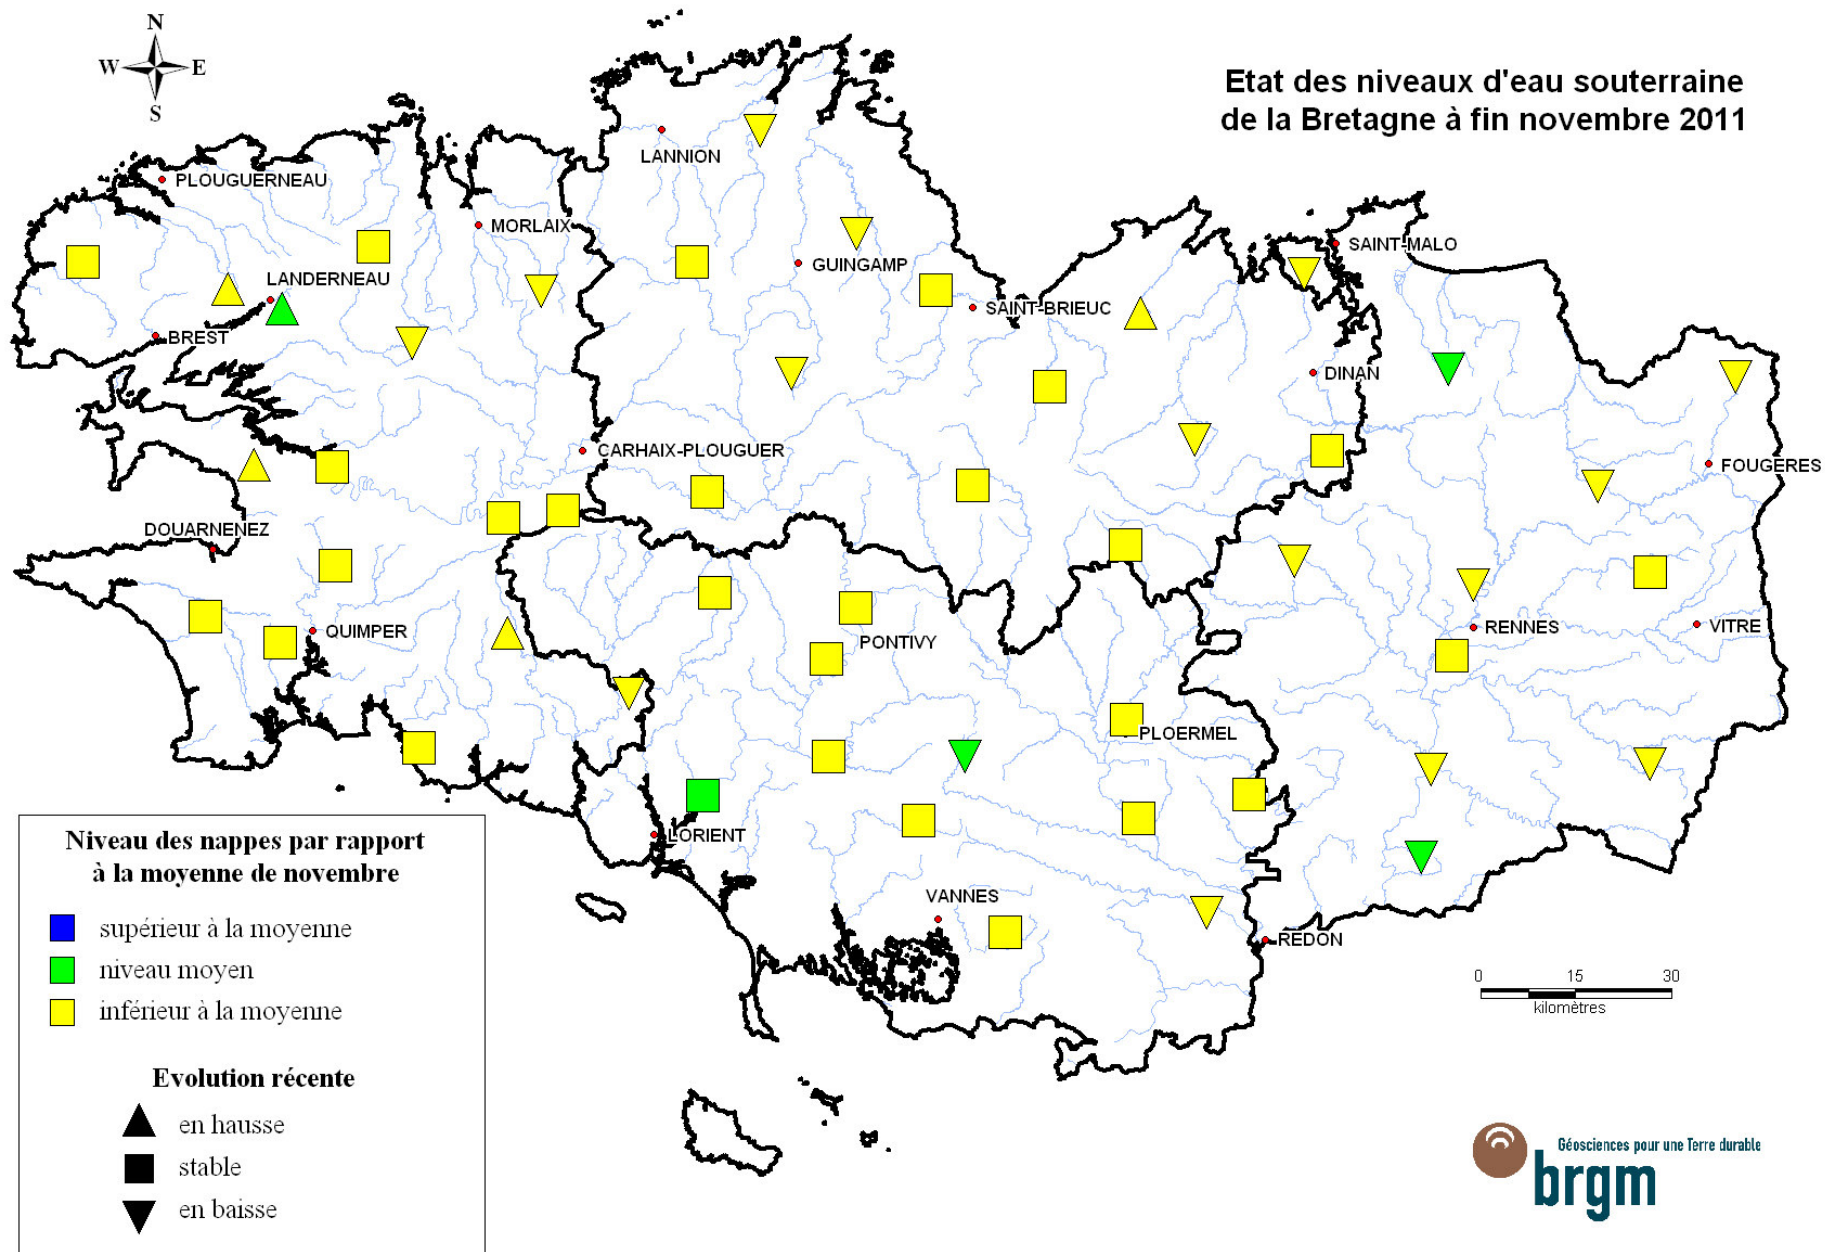 N
W E
S
Etat des niveaux d'eau souterraine
de la Bretagne à fin novembre 2011
LANNION
PLOUGUERNEAU
MORLAIX
SAINT-MALO
GUINGAMP
LANDERNEAU
SAINT-BRIEUC
BREST
DINAN
CARHAIX-PLOUGUER
FOUGERES
DOUARNENEZ
QUIMPER
PONTIVY
RENNES
VITRE
PLOERMEL
LORIENT
VANNES
REDON
Niveau des nappes par rapport
à la moyenne de novembre
supérieur à la moyenne
niveau moyen
inférieur à la moyenne
Evolution récente
en hausse
stable
en baisse
0 15 30
kilomètres
Géosciences pour une Terre durable
brgm